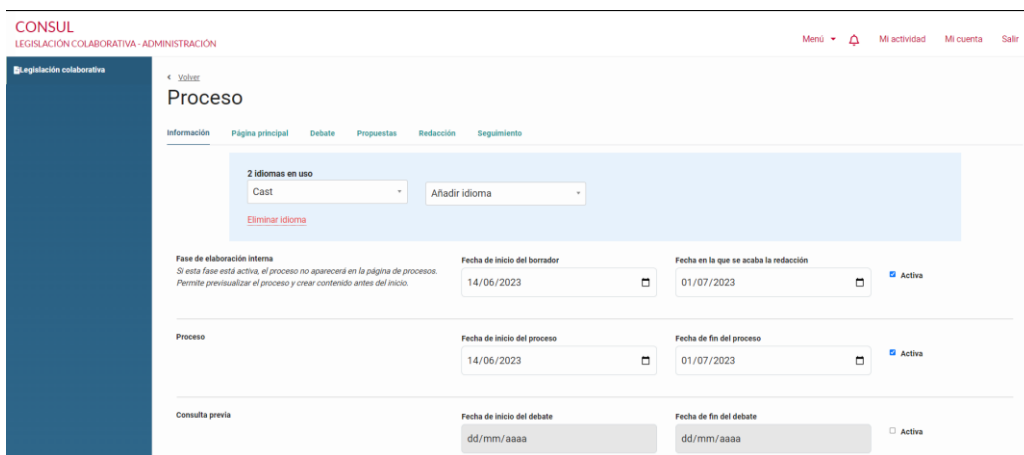 CONSUL
LEGISLACIÓN COLABORATIVA - ADMINISTRACIÓN
Menú
Mi actividad
Mi cuenta
Salir
Legislación colaborativa
Volver
Proceso
Información
Página principal
Debate
Propuestas
Redacción
Seguimiento
2 idiomas en uso
Cast
Añadir idioma
Eliminar idioma
Fase de elaboración interna
Si esta fase está activa, el proceso no aparecerá en la página de procesos.
Permite previsualizar el proceso y crear contenido antes del inicio.
Fecha de inicio del borrador
14/06/2023
Fecha en la que se acaba la redacción
01/07/2023
Activa
Proceso
Fecha de inicio del proceso
14/06/2023
Fecha de fin del proceso
01/07/2023
Activa
Consulta previa
Fecha de inicio del debate
dd/mm/aaaa
Fecha de fin del debate
dd/mm/aaaa
Activa